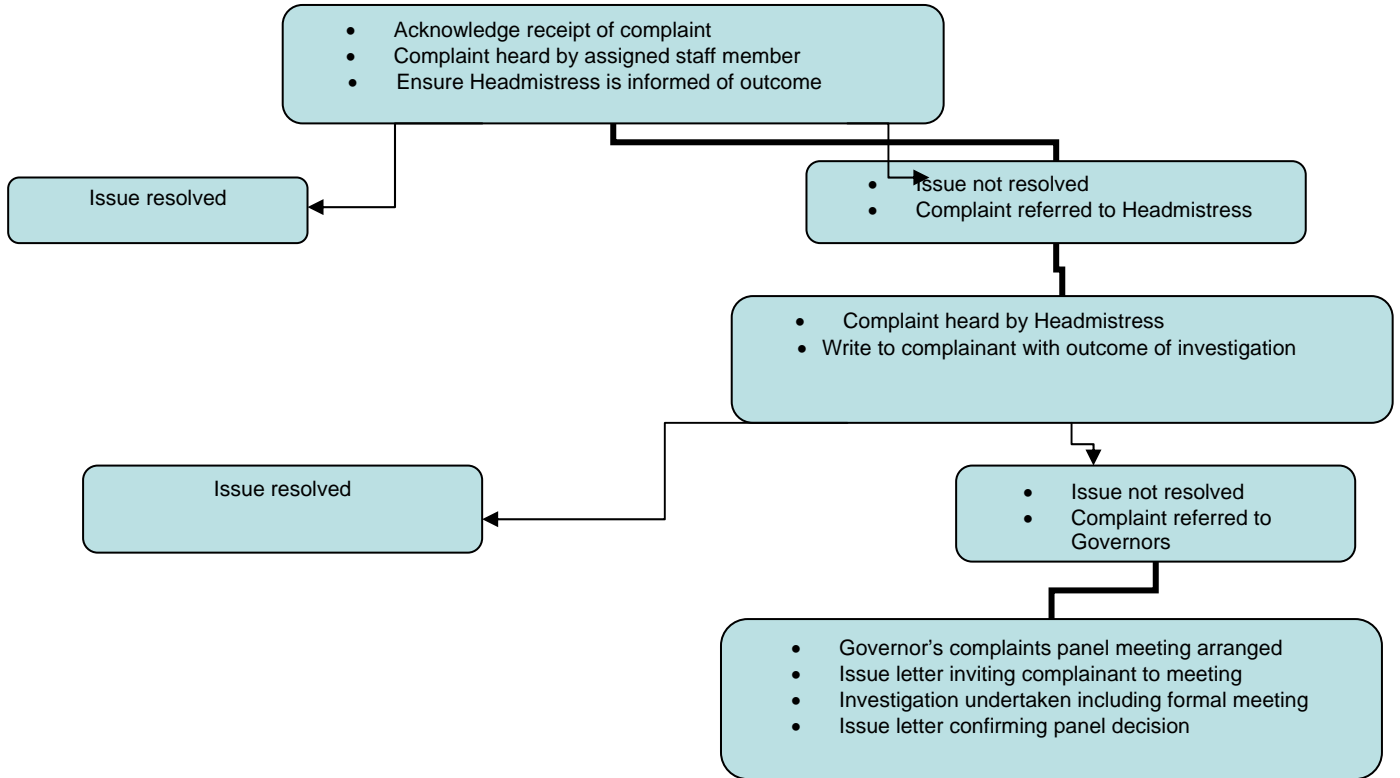 • Acknowledge receipt of complaint
• Complaint heard by assigned staff member
• Ensure Headmistress is informed of outcome
Issue resolved
• Issue not resolved
• Complaint referred to Headmistress
• Complaint heard by Headmistress
• Write to complainant with outcome of investigation
Issue resolved
• Issue not resolved
• Complaint referred to
Governors
• Governor’s complaints panel meeting arranged
• Issue letter inviting complainant to meeting
• Investigation undertaken including formal meeting
• Issue letter confirming panel decision